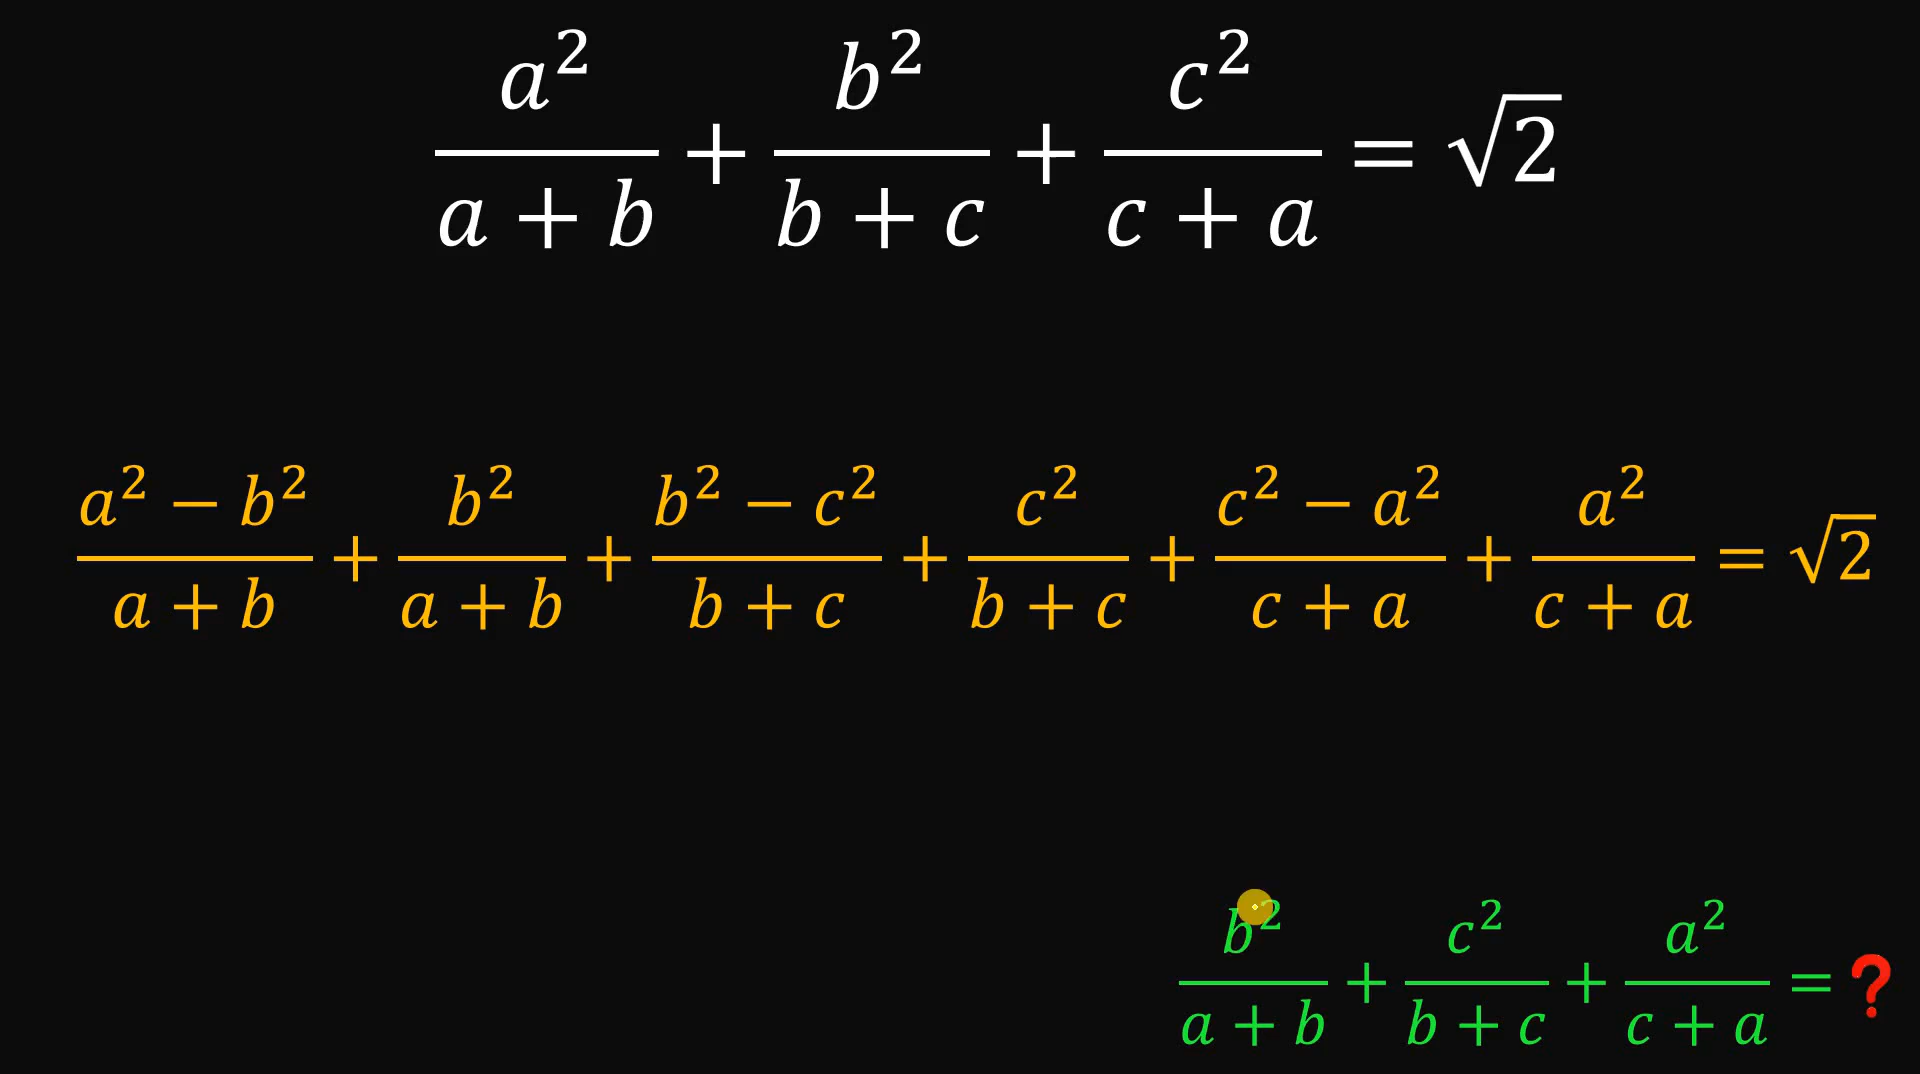 a²/(a + b) + b²/(b + c) + c²/(c + a) = √2
(a² − b²)/(a + b) + b²/(a + b) + (b² − c²)/(b + c) + c²/(b + c) + (c² − a²)/(c + a) + a²/(c + a) = √2
b²/(a + b) + c²/(b + c) + a²/(c + a) = ?